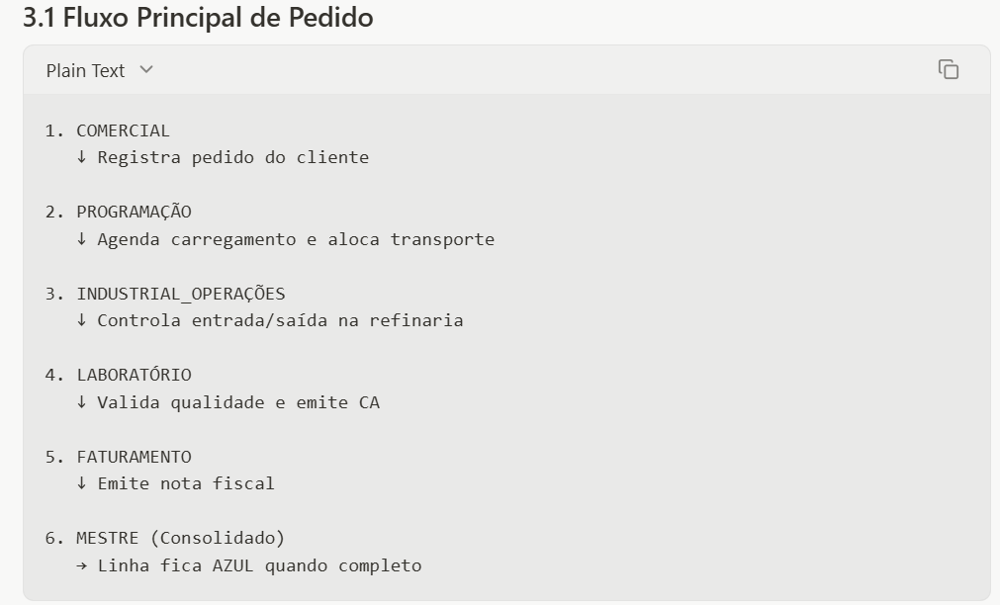 3.1 Fluxo Principal de Pedido
Plain Text
1. COMERCIAL
↓ Registra pedido do cliente
2. PROGRAMAÇÃO
↓ Agenda carregamento e aloca transporte
3. INDUSTRIAL_OPERAÇÕES
↓ Controla entrada/saída na refinaria
4. LABORATÓRIO
↓ Valida qualidade e emite CA
5. FATURAMENTO
↓ Emite nota fiscal
6. MESTRE (Consolidado)
→ Linha fica AZUL quando completo